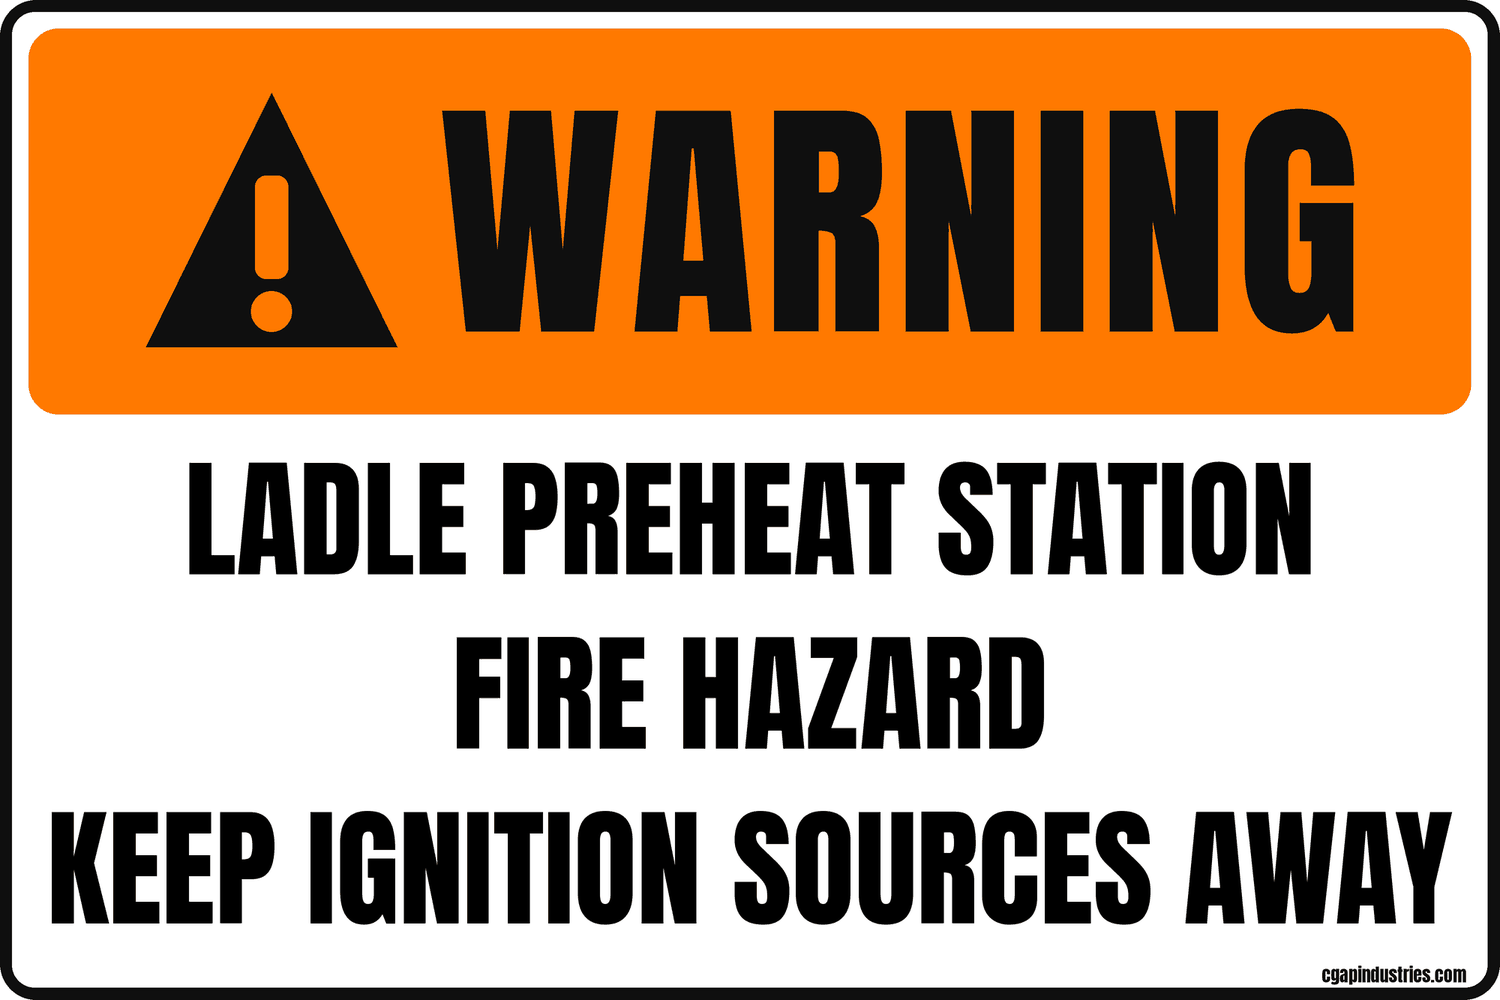 WARNING
LADLE PREHEAT STATION
FIRE HAZARD
KEEP IGNITION SOURCES AWAY
cgapindustries.com